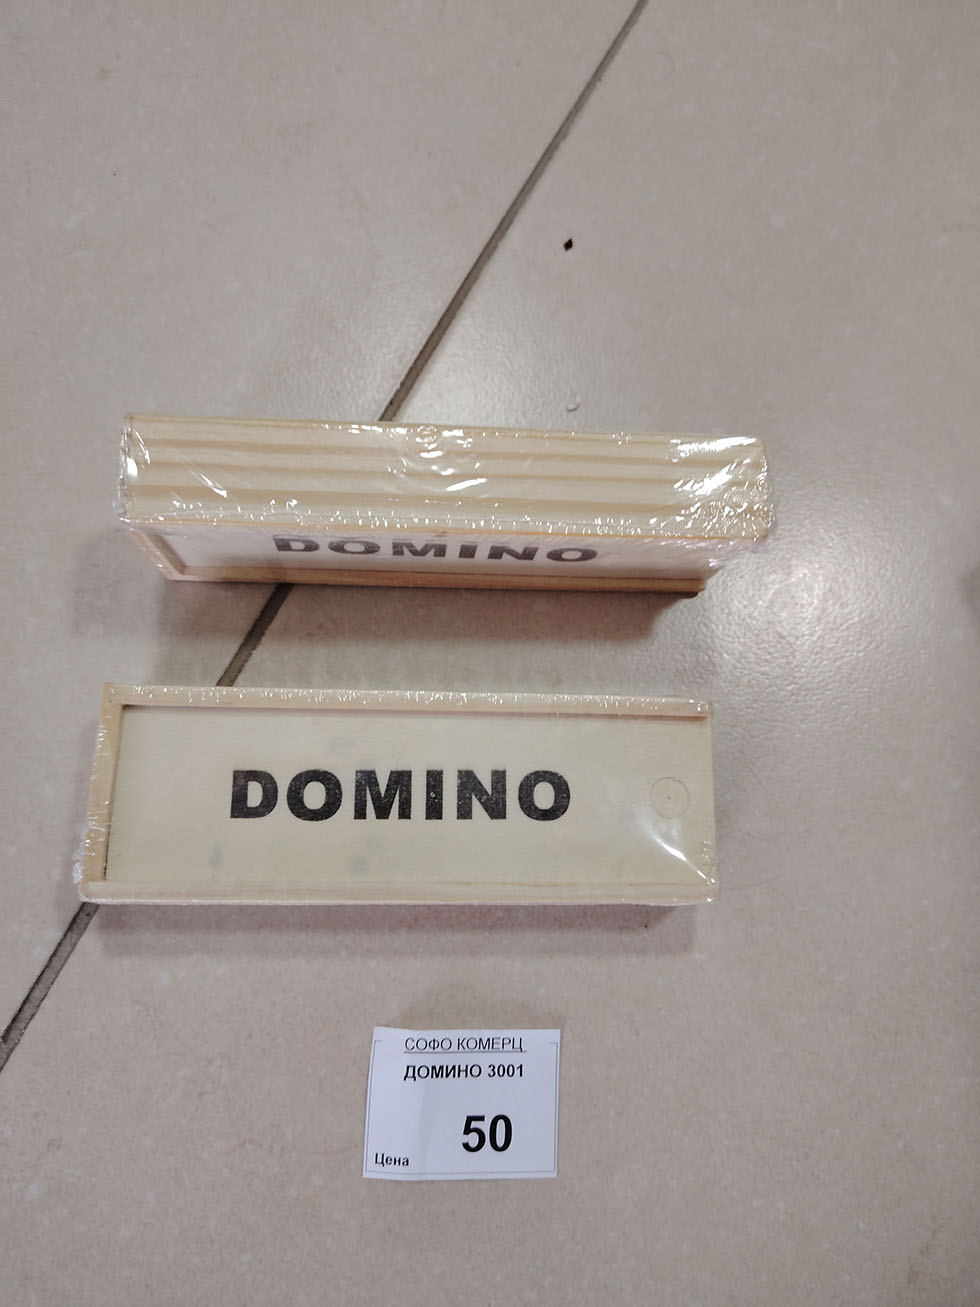 DOMINO
DOMINO
СОФО КОМЕРЦ
ДОМИНО 3001
50
Цена